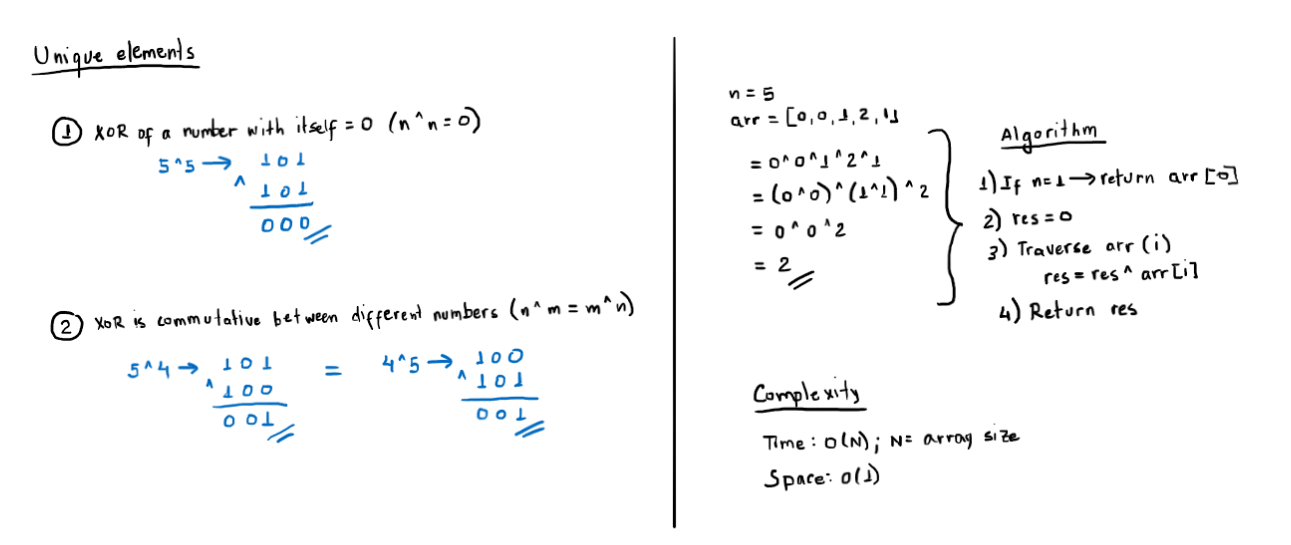 Unique elements
① XOR of a number with itself = 0 (n^n=0)
5^5 → 101
^ 101
000
② XOR is commutative between different numbers (n^m = m^n)
5^4 → 101 = 4^5 → 100
^ 100 ^ 101
001 001
n = 5
arr = [0,0,1,2,1]
= 0^0^1^2^1
= (0^0)^(1^1)^2
= 0^0^2
= 2
Algorithm
1) If n=1 → return arr[0]
2) res = 0
3) Traverse arr (i)
res = res ^ arr[i]
4) Return res
Complexity
Time: O(N); N= array size
Space: O(1)